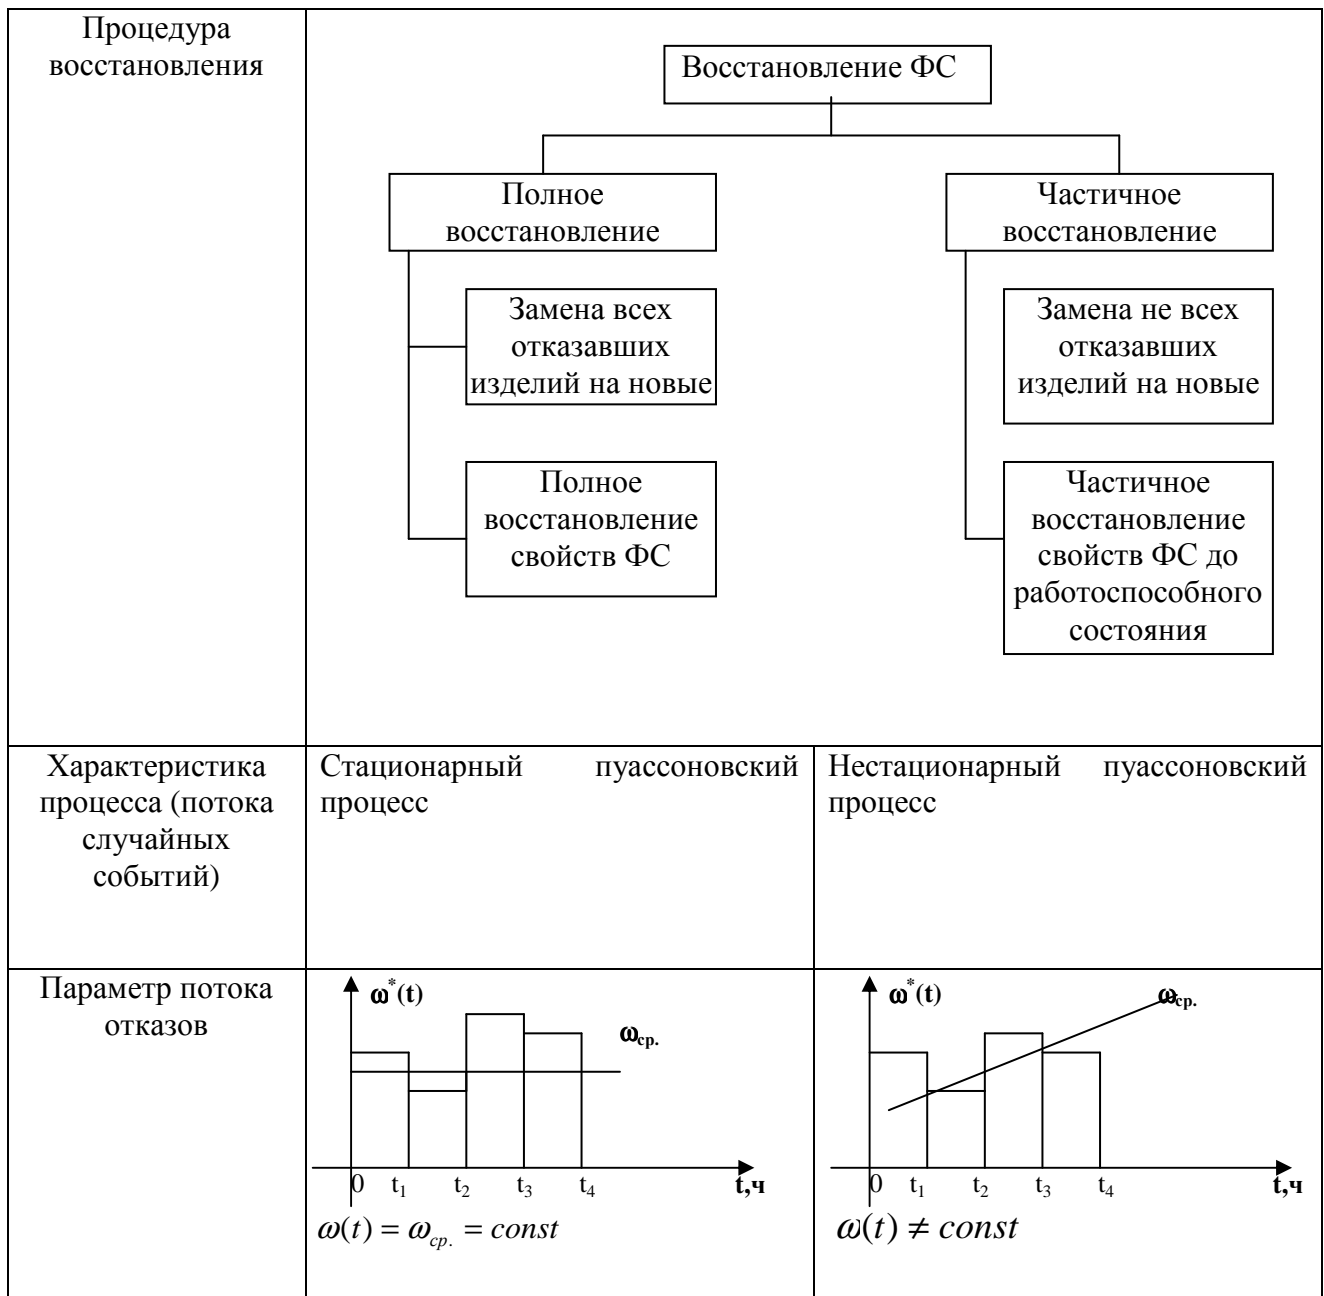 Процедура
восстановления
Восстановление ФС
Полное
восстановление
Частичное
восстановление
Замена всех
отказавших
изделий на новые
Замена не всех
отказавших
изделий на новые
Полное
восстановление
свойств ФС
Частичное
восстановление
свойств ФС до
работоспособного
состояния
Характеристика
процесса (потока
случайных
событий)
Стационарный пуассоновский
процесс
Нестационарный пуассоновский
процесс
Параметр потока
отказов
ω*(t)
ωср.
0 t1 t2 t3 t4 t,ч
ω(t) = ωср. = const
ω*(t)
ωср.
0 t1 t2 t3 t4 t,ч
ω(t) ≠ const